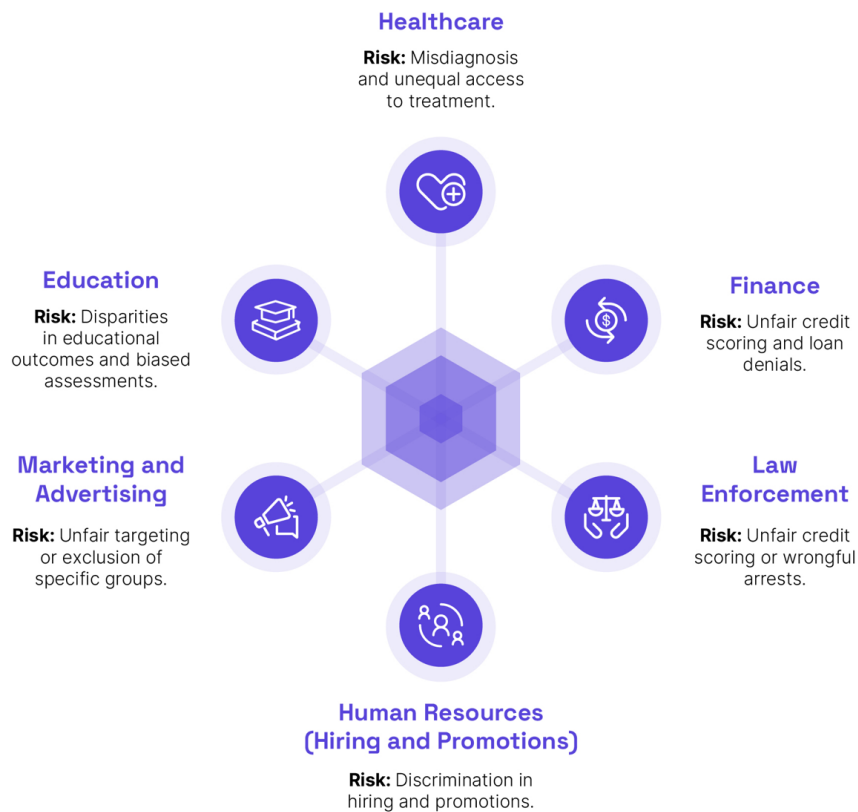 Healthcare
Risk: Misdiagnosis
and unequal access
to treatment.
Education
Risk: Disparities
in educational
outcomes and biased
assessments.
Finance
Risk: Unfair credit
scoring and loan
denials.
Marketing and
Advertising
Risk: Unfair targeting
or exclusion of
specific groups.
Law
Enforcement
Risk: Unfair credit
scoring or wrongful
arrests.
Human Resources
(Hiring and Promotions)
Risk: Discrimination in
hiring and promotions.